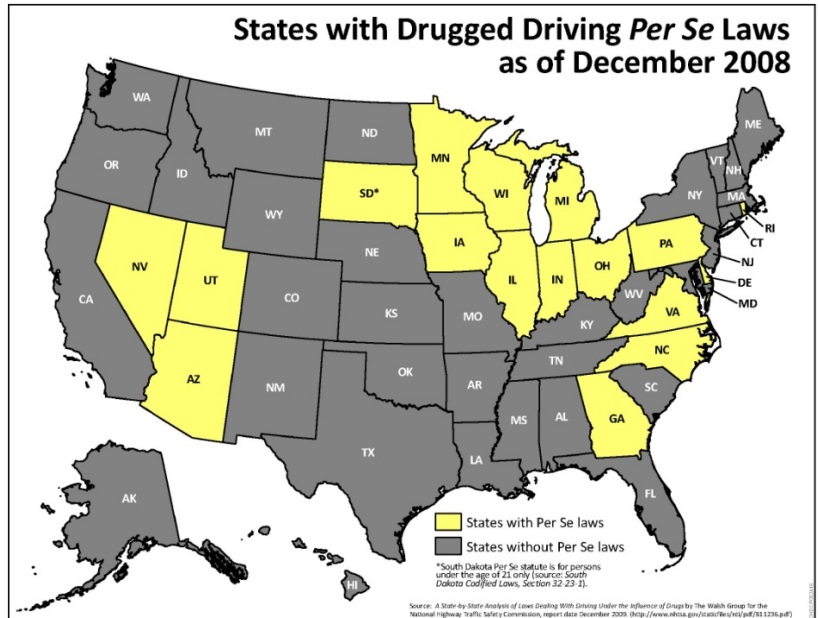 States with Drugged Driving Per Se Laws
as of December 2008
WA
MT
ND
MN
ME
OR
ID
WY
SD*
WI
MI
VT
NH
NY
MA
RI
CT
NJ
DE
MD
NV
UT
CA
CO
NE
KS
IA
IL
IN
OH
PA
WV
VA
MO
KY
NC
TN
AZ
NM
OK
AR
SC
MS
AL
GA
TX
LA
FL
AK
HI
States with Per Se laws
States without Per Se laws
*South Dakota Per Se statute is for persons
under the age of 21 only (source: South
Dakota Codified Laws, Section 32-23-1).
Source: A State-by-State Analysis of Laws Dealing With Driving Under the Influence of Drugs by The Walsh Group for the
National Highway Traffic Safety Commission, report date December 2009. (http://www.nhtsa.gov/staticfiles/nti/pdf/811236.pdf)